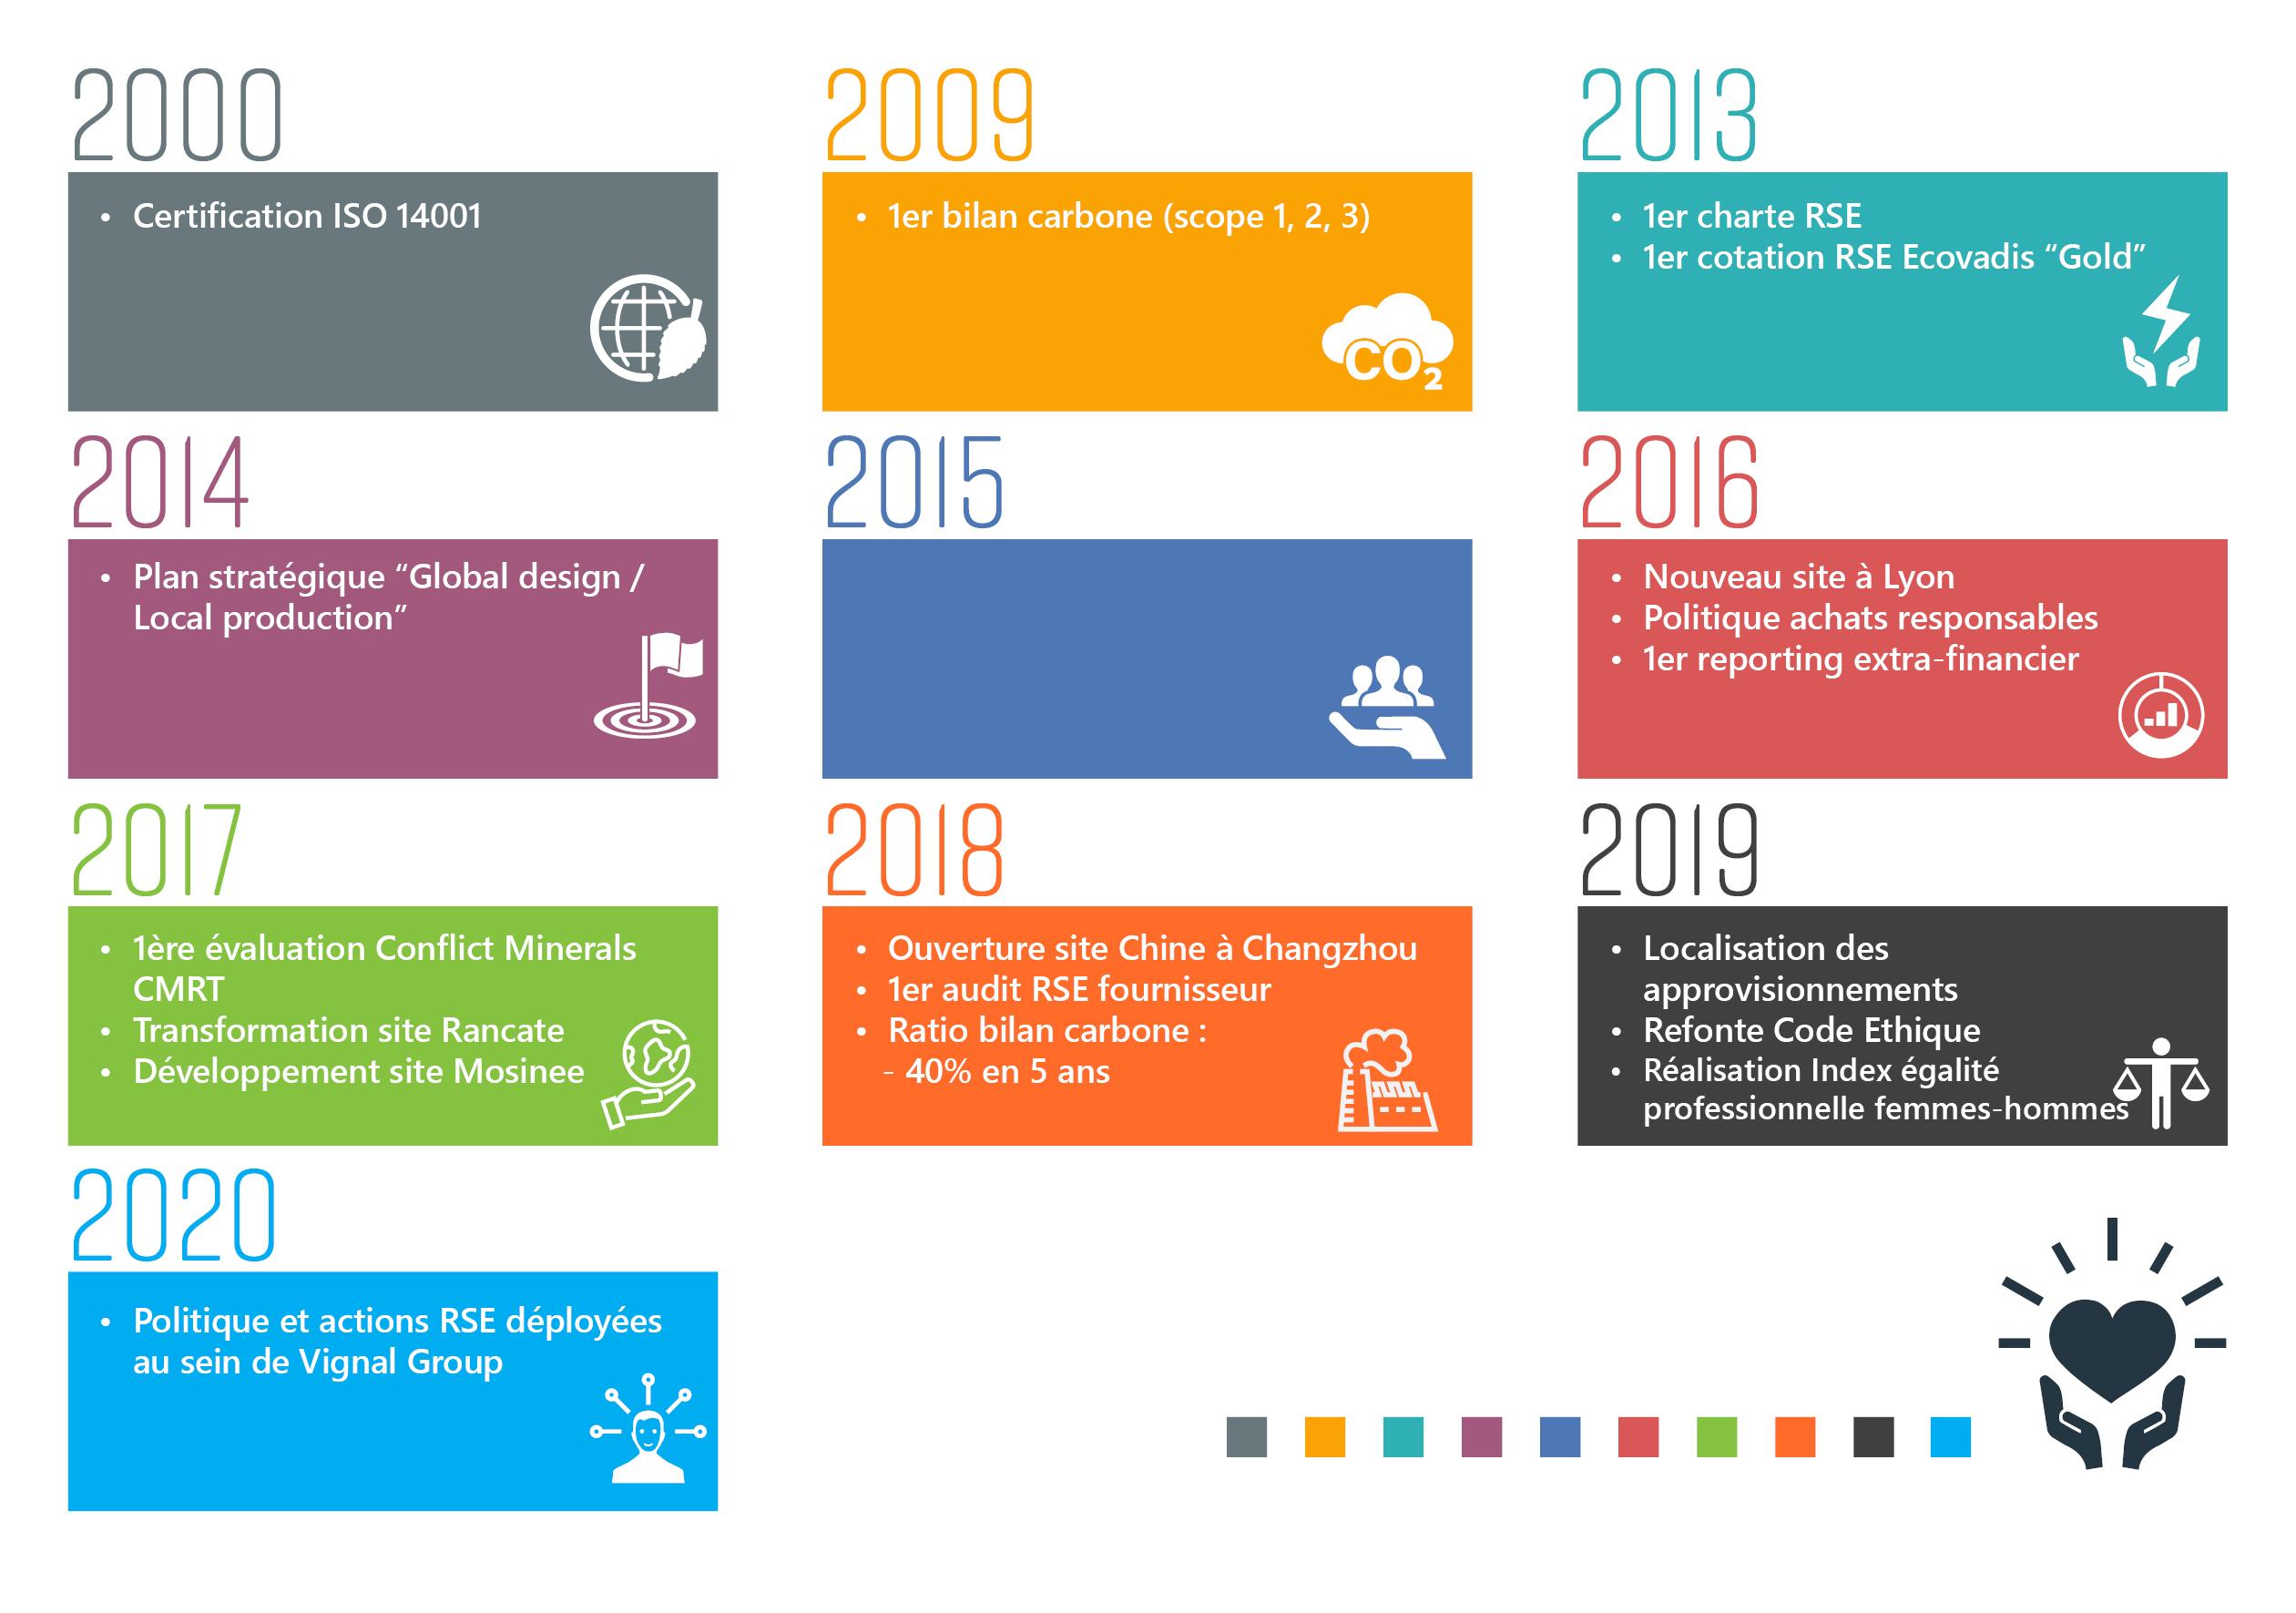 2000
• Certification ISO 14001
2009
• 1er bilan carbone (scope 1, 2, 3)
CO2
2013
• 1er charte RSE
• 1er cotation RSE Ecovadis “Gold”
2014
• Plan stratégique “Global design /
Local production”
2015
2016
• Nouveau site à Lyon
• Politique achats responsables
• 1er reporting extra-financier
2017
• 1ère évaluation Conflict Minerals
CMRT
• Transformation site Rancate
• Développement site Mosinee
2018
• Ouverture site Chine à Changzhou
• 1er audit RSE fournisseur
• Ratio bilan carbone :
- 40% en 5 ans
2019
• Localisation des
approvisionnements
• Refonte Code Ethique
• Réalisation Index égalité
professionnelle femmes-hommes
2020
• Politique et actions RSE déployées
au sein de Vignal Group